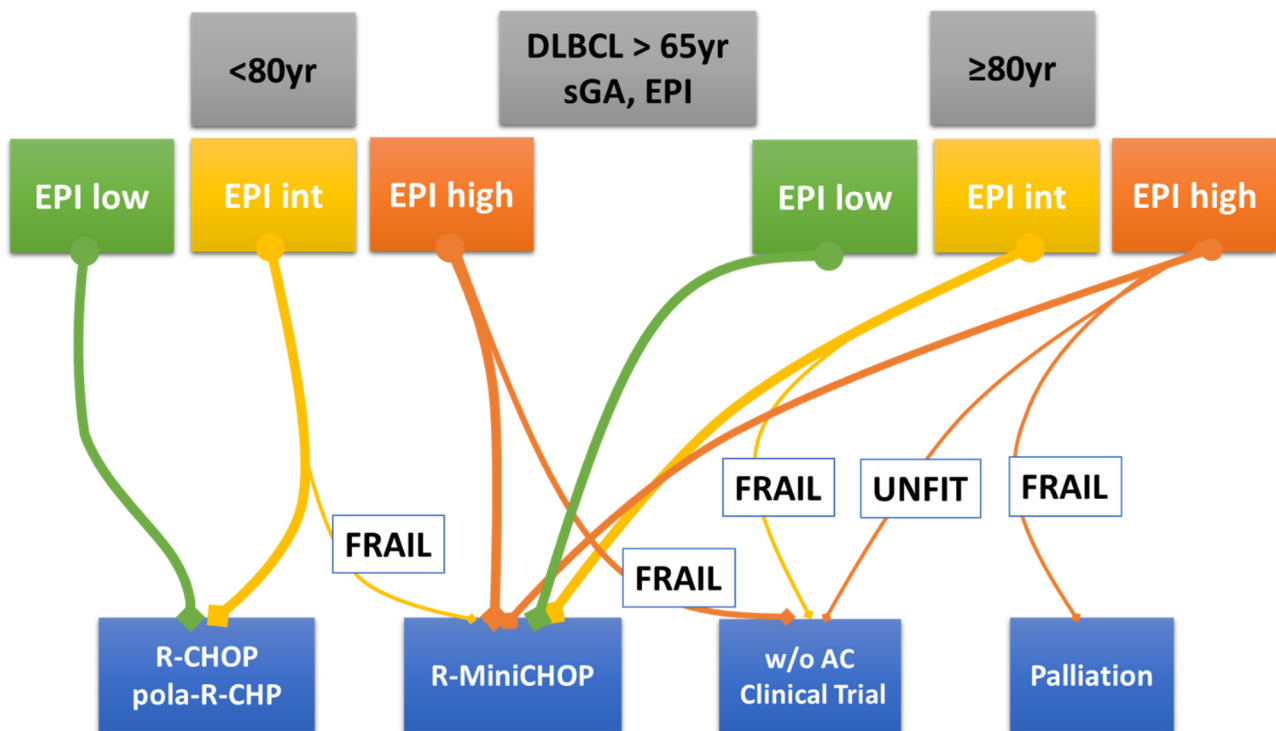 <80yr
DLBCL > 65yr
sGA, EPI
≥80yr
EPI low
EPI int
EPI high
EPI low
EPI int
EPI high
FRAIL
FRAIL
FRAIL
UNFIT
FRAIL
R-CHOP
pola-R-CHP
R-MiniCHOP
w/o AC
Clinical Trial
Palliation